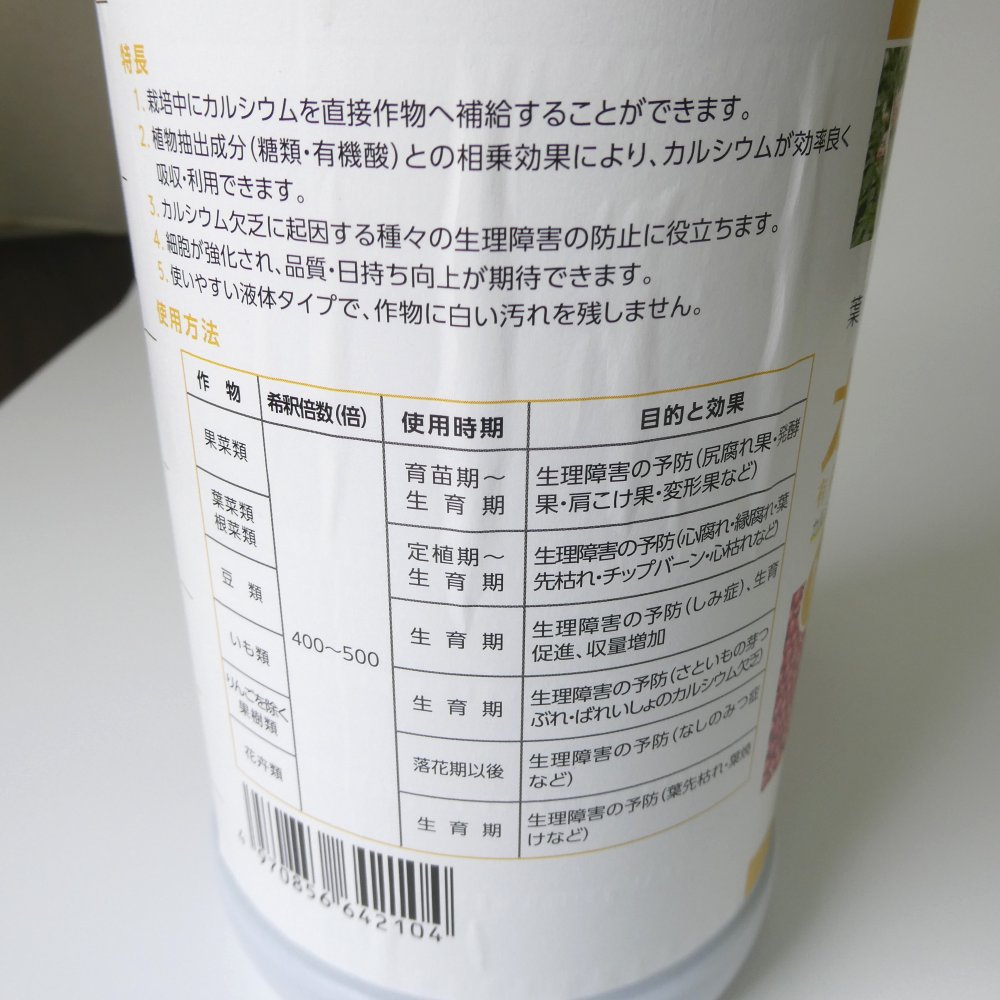 特長
1. 栽培中にカルシウムを直接作物へ補給することができます。
2. 植物抽出成分（糖類・有機酸）との相乗効果により、カルシウムが効率良く
吸収・利用できます。
3. カルシウム欠乏に起因する種々の生理障害の防止に役立ちます。
4. 細胞が強化され、品質・日持ち向上が期待できます。
5. 使いやすい液体タイプで、作物に白い汚れを残しません。
使用方法
作 物 希釈倍数（倍） 使用時期 目的と効果
果菜類 育苗期〜 生理障害の予防（尻腐れ果・発酵
生育期 果・肩こけ果・変形果など）
葉菜類 定植期〜 生理障害の予防（心腐れ・縁腐れ・葉
根菜類 生育期 先枯れ・チップバーン・心枯れなど）
豆 類 生育期 生理障害の予防（しみ症）、生育
促進、収量増加
400〜500
いも類 生育期 生理障害の予防（さといもの芽つ
ぶれ・ばれいしょのカルシウム欠乏）
りんごを除く 落花期以後 生理障害の予防（なしのみつ症
果樹類 など）
花卉類 生育期 生理障害の予防（葉先枯れ・葉焼
けなど）
4 970856 642104
葉